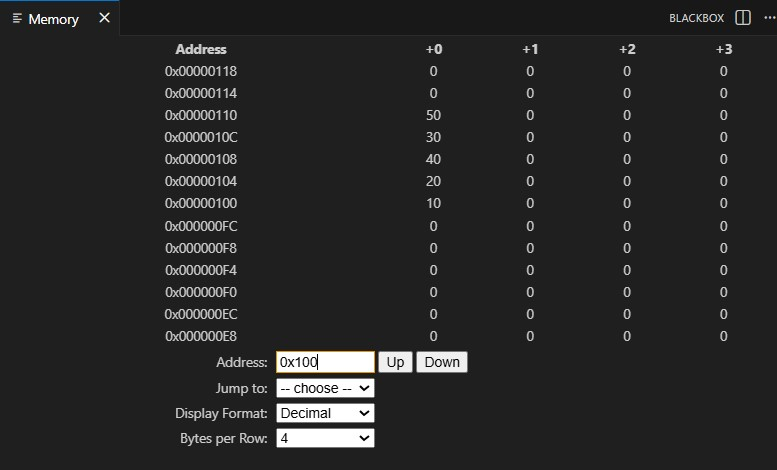 Memory × BLACKBOX ...
Address +0 +1 +2 +3
0x00000118 0 0 0 0
0x00000114 0 0 0 0
0x00000110 50 0 0 0
0x0000010C 30 0 0 0
0x00000108 40 0 0 0
0x00000104 20 0 0 0
0x00000100 10 0 0 0
0x000000FC 0 0 0 0
0x000000F8 0 0 0 0
0x000000F4 0 0 0 0
0x000000F0 0 0 0 0
0x000000EC 0 0 0 0
0x000000E8 0 0 0 0
Address: 0x100 Up Down
Jump to: -- choose --
Display Format: Decimal
Bytes per Row: 4